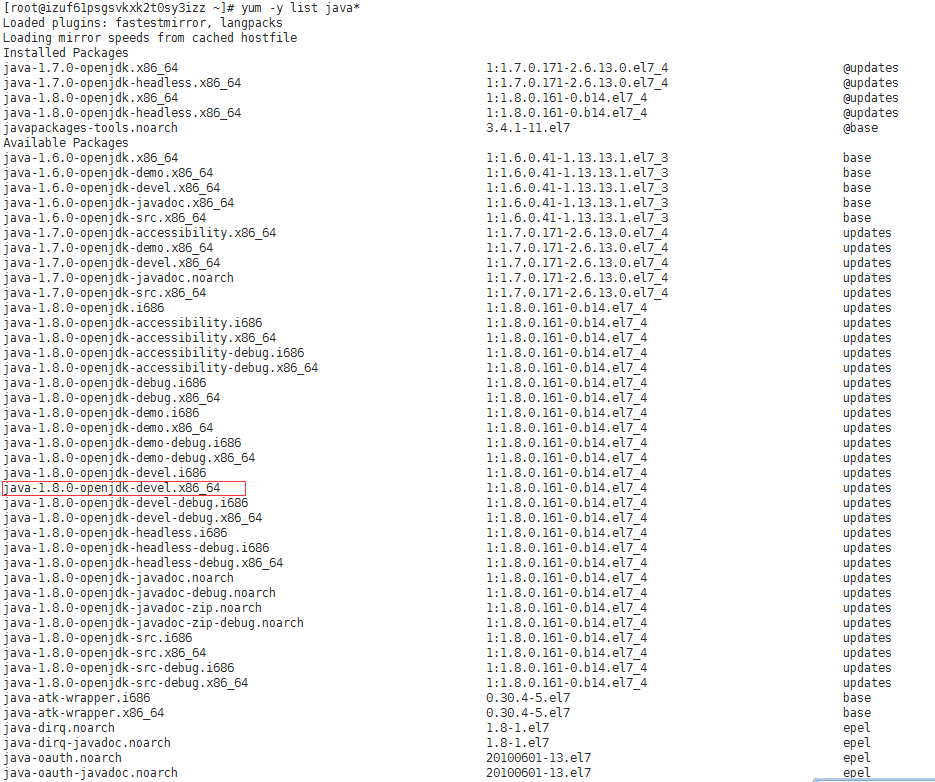 [root@izuf61psgsvkxk2t0sy3izz ~]# yum -y list java*
Loaded plugins: fastestmirror, langpacks
Loading mirror speeds from cached hostfile
Installed Packages
java-1.7.0-openjdk.x86_64 1:1.7.0.171-2.6.13.0.el7_4 @updates
java-1.7.0-openjdk-headless.x86_64 1:1.7.0.171-2.6.13.0.el7_4 @updates
java-1.8.0-openjdk.x86_64 1:1.8.0.161-0.b14.el7_4 @updates
java-1.8.0-openjdk-headless.x86_64 1:1.8.0.161-0.b14.el7_4 @updates
javapackages-tools.noarch 3.4.1-11.el7 @base
Available Packages
java-1.6.0-openjdk.x86_64 1:1.6.0.41-1.13.13.1.el7_3 base
java-1.6.0-openjdk-demo.x86_64 1:1.6.0.41-1.13.13.1.el7_3 base
java-1.6.0-openjdk-devel.x86_64 1:1.6.0.41-1.13.13.1.el7_3 base
java-1.6.0-openjdk-javadoc.x86_64 1:1.6.0.41-1.13.13.1.el7_3 base
java-1.6.0-openjdk-src.x86_64 1:1.6.0.41-1.13.13.1.el7_3 base
java-1.7.0-openjdk-accessibility.x86_64 1:1.7.0.171-2.6.13.0.el7_4 updates
java-1.7.0-openjdk-demo.x86_64 1:1.7.0.171-2.6.13.0.el7_4 updates
java-1.7.0-openjdk-devel.x86_64 1:1.7.0.171-2.6.13.0.el7_4 updates
java-1.7.0-openjdk-javadoc.noarch 1:1.7.0.171-2.6.13.0.el7_4 updates
java-1.7.0-openjdk-src.x86_64 1:1.7.0.171-2.6.13.0.el7_4 updates
java-1.8.0-openjdk.i686 1:1.8.0.161-0.b14.el7_4 updates
java-1.8.0-openjdk-accessibility.i686 1:1.8.0.161-0.b14.el7_4 updates
java-1.8.0-openjdk-accessibility.x86_64 1:1.8.0.161-0.b14.el7_4 updates
java-1.8.0-openjdk-accessibility-debug.i686 1:1.8.0.161-0.b14.el7_4 updates
java-1.8.0-openjdk-accessibility-debug.x86_64 1:1.8.0.161-0.b14.el7_4 updates
java-1.8.0-openjdk-debug.i686 1:1.8.0.161-0.b14.el7_4 updates
java-1.8.0-openjdk-debug.x86_64 1:1.8.0.161-0.b14.el7_4 updates
java-1.8.0-openjdk-demo.i686 1:1.8.0.161-0.b14.el7_4 updates
java-1.8.0-openjdk-demo.x86_64 1:1.8.0.161-0.b14.el7_4 updates
java-1.8.0-openjdk-demo-debug.i686 1:1.8.0.161-0.b14.el7_4 updates
java-1.8.0-openjdk-demo-debug.x86_64 1:1.8.0.161-0.b14.el7_4 updates
java-1.8.0-openjdk-devel.i686 1:1.8.0.161-0.b14.el7_4 updates
java-1.8.0-openjdk-devel.x86_64 1:1.8.0.161-0.b14.el7_4 updates
java-1.8.0-openjdk-devel-debug.i686 1:1.8.0.161-0.b14.el7_4 updates
java-1.8.0-openjdk-devel-debug.x86_64 1:1.8.0.161-0.b14.el7_4 updates
java-1.8.0-openjdk-headless.i686 1:1.8.0.161-0.b14.el7_4 updates
java-1.8.0-openjdk-headless-debug.i686 1:1.8.0.161-0.b14.el7_4 updates
java-1.8.0-openjdk-headless-debug.x86_64 1:1.8.0.161-0.b14.el7_4 updates
java-1.8.0-openjdk-javadoc.noarch 1:1.8.0.161-0.b14.el7_4 updates
java-1.8.0-openjdk-javadoc-debug.noarch 1:1.8.0.161-0.b14.el7_4 updates
java-1.8.0-openjdk-javadoc-zip.noarch 1:1.8.0.161-0.b14.el7_4 updates
java-1.8.0-openjdk-javadoc-zip-debug.noarch 1:1.8.0.161-0.b14.el7_4 updates
java-1.8.0-openjdk-src.i686 1:1.8.0.161-0.b14.el7_4 updates
java-1.8.0-openjdk-src.x86_64 1:1.8.0.161-0.b14.el7_4 updates
java-1.8.0-openjdk-src-debug.i686 1:1.8.0.161-0.b14.el7_4 updates
java-1.8.0-openjdk-src-debug.x86_64 1:1.8.0.161-0.b14.el7_4 updates
java-atk-wrapper.i686 0.30.4-5.el7 base
java-atk-wrapper.x86_64 0.30.4-5.el7 base
java-dirq.noarch 1.8-1.el7 epel
java-dirq-javadoc.noarch 1.8-1.el7 epel
java-oauth.noarch 20100601-13.el7 epel
java-oauth-javadoc.noarch 20100601-13.el7 epel